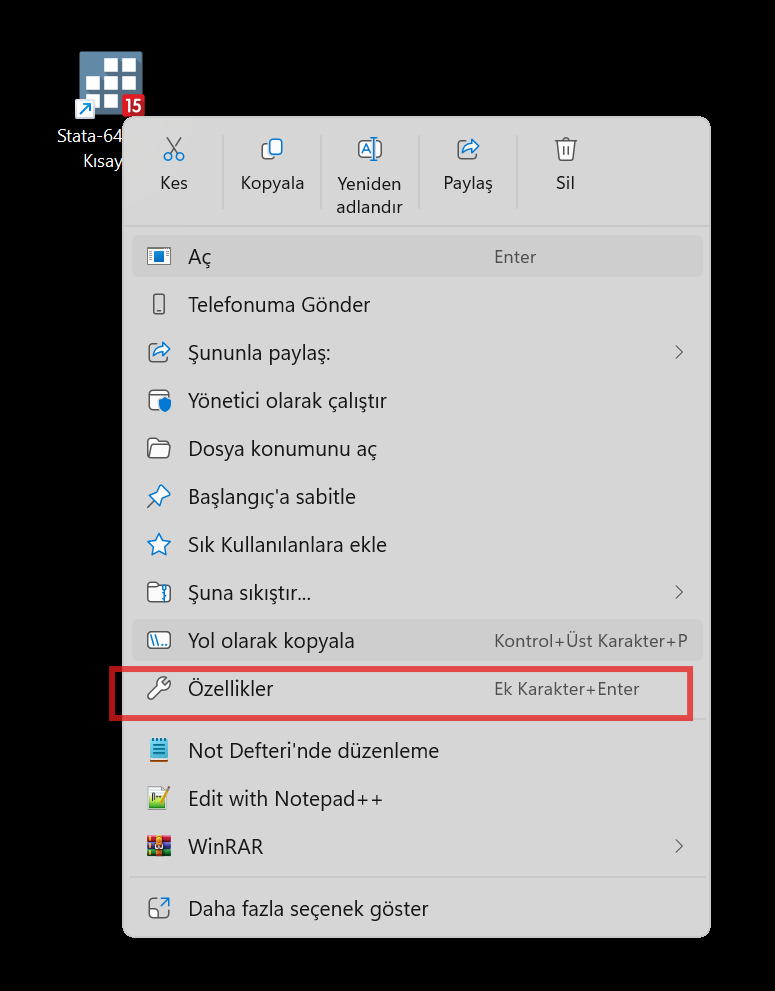 15
Stata-64
Kısay
Kes
Kopyala
Yeniden
adlandır
Paylaş
Sil
Aç Enter
Telefonuma Gönder
Şununla paylaş:
Yönetici olarak çalıştır
Dosya konumunu aç
Başlangıç'a sabitle
Sık Kullanılanlara ekle
Şuna sıkıştır...
Yol olarak kopyala Kontrol+Üst Karakter+P
Özellikler Ek Karakter+Enter
Not Defteri'nde düzenleme
Edit with Notepad++
WinRAR
Daha fazla seçenek göster